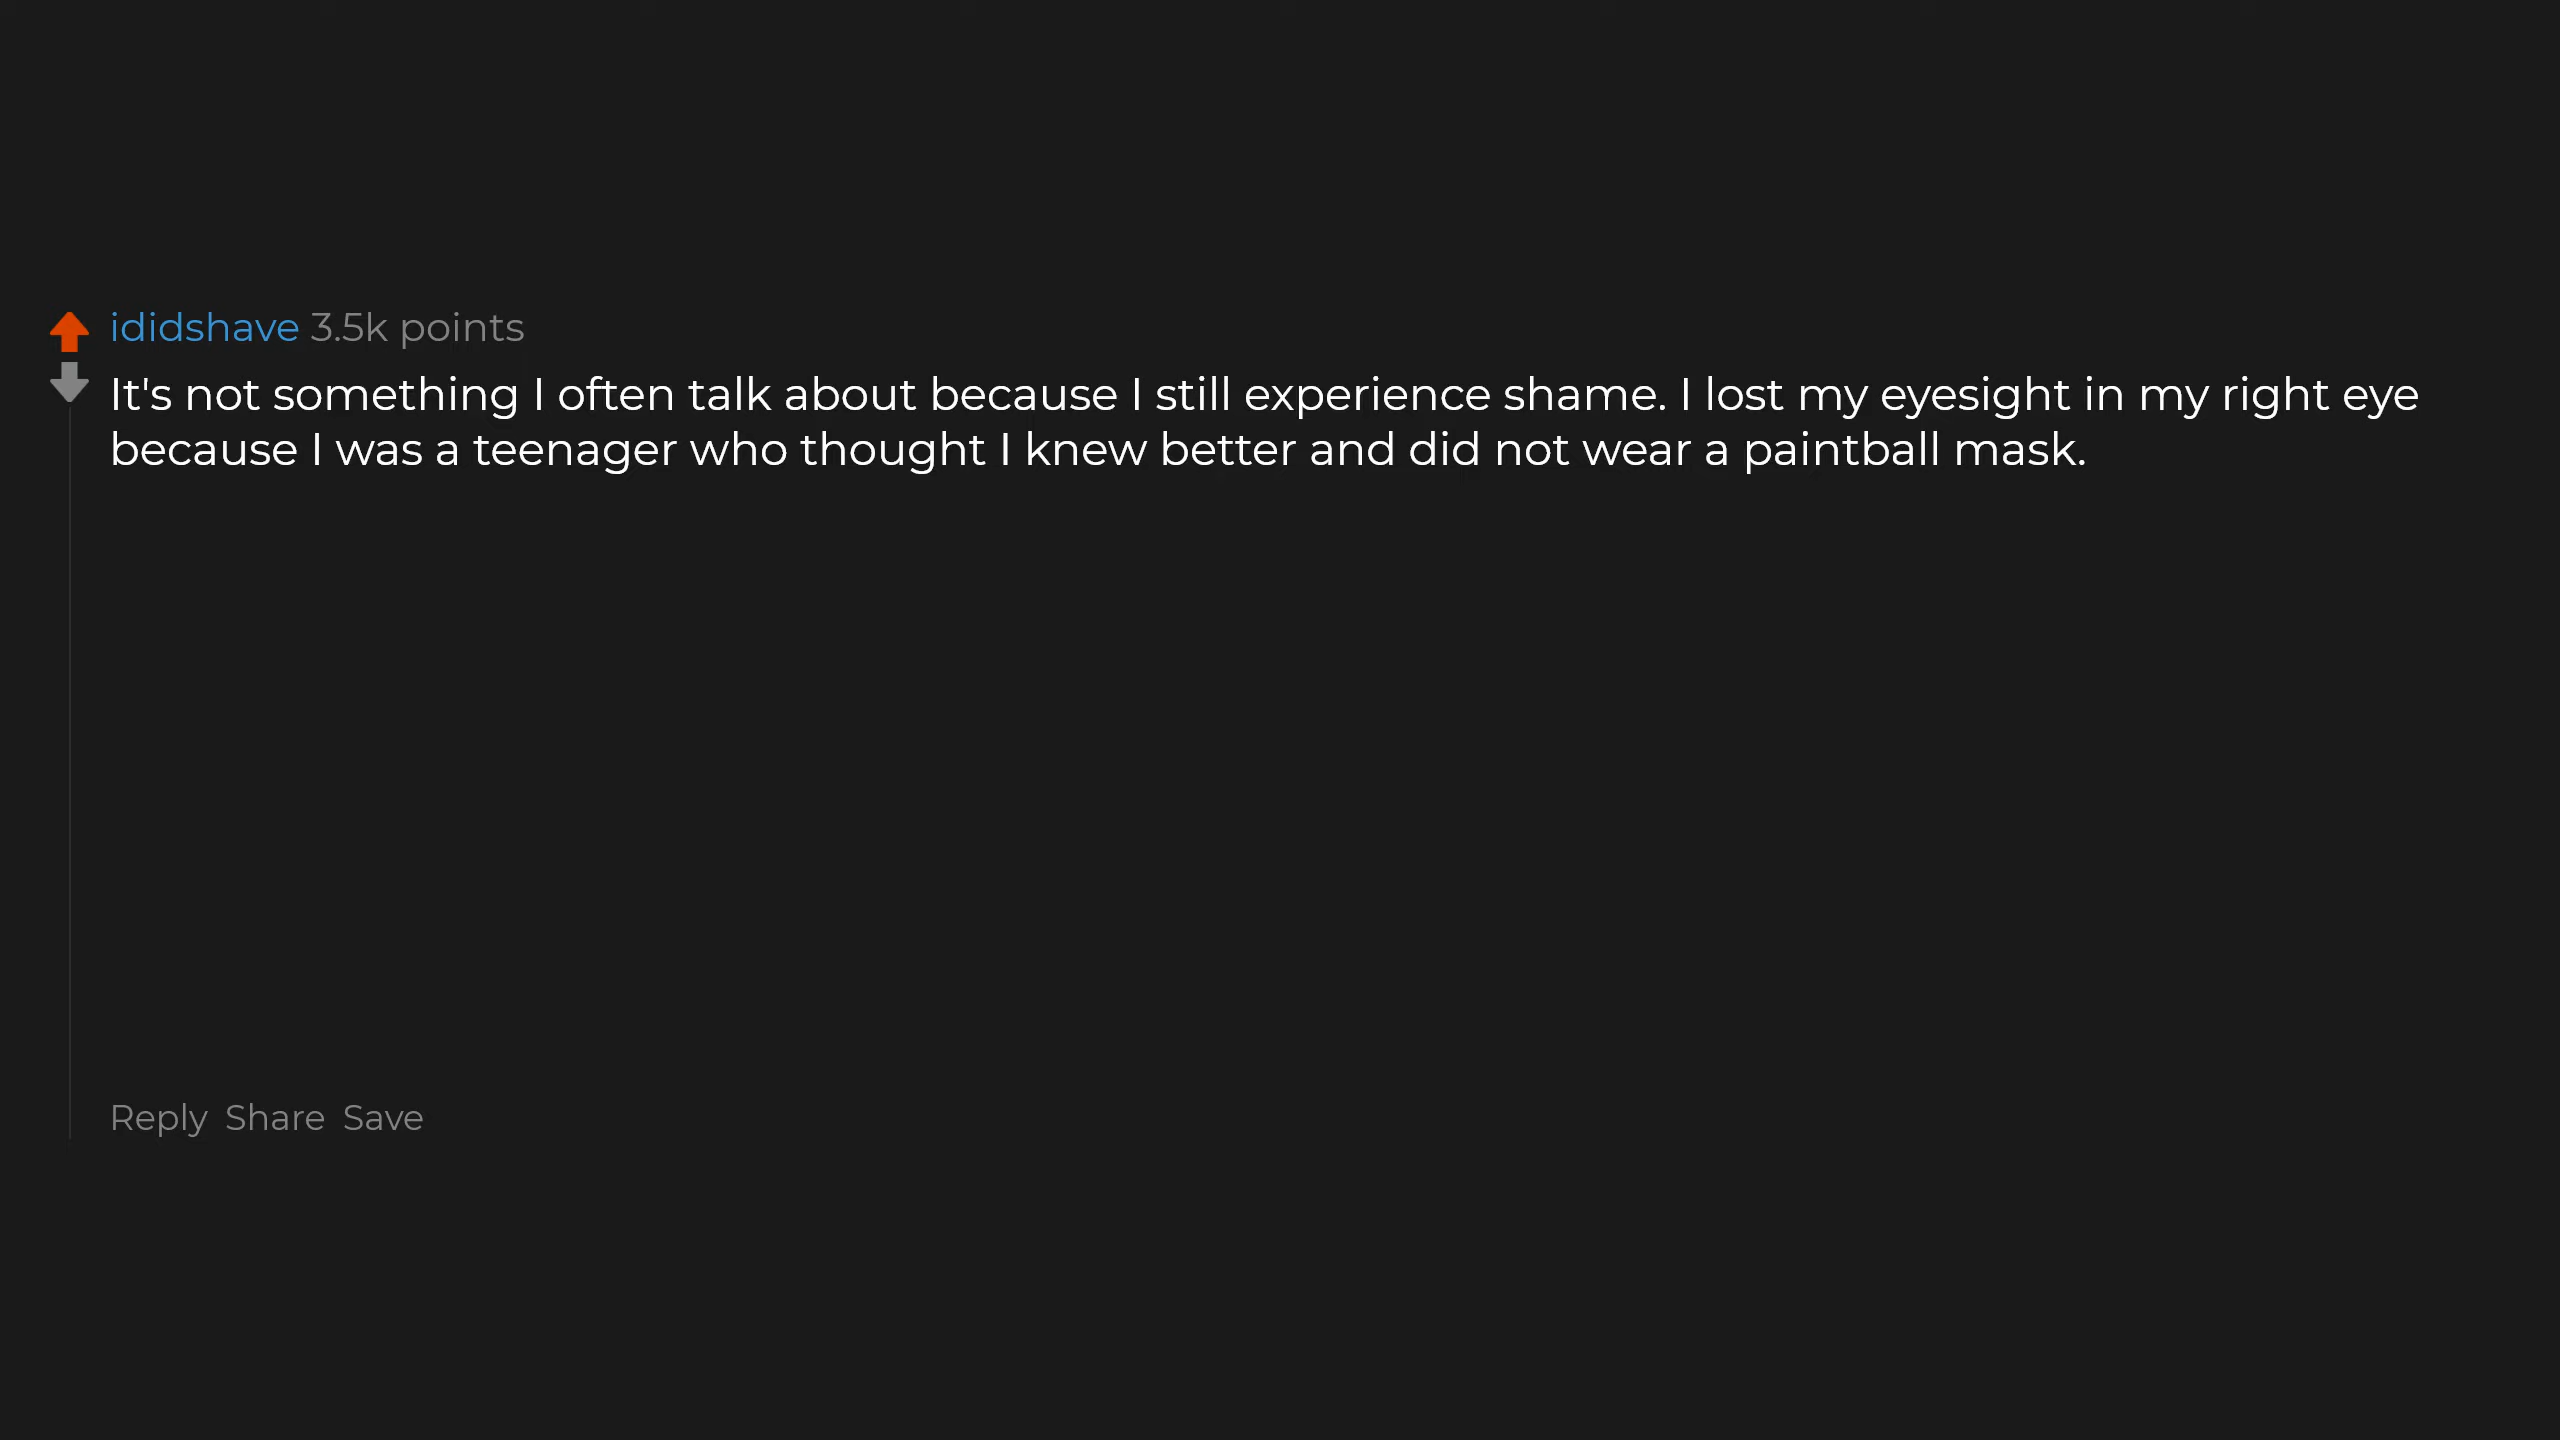 ididshave 3.5k points
It's not something I often talk about because I still experience shame. I lost my eyesight in my right eye
because I was a teenager who thought I knew better and did not wear a paintball mask.
Reply Share Save